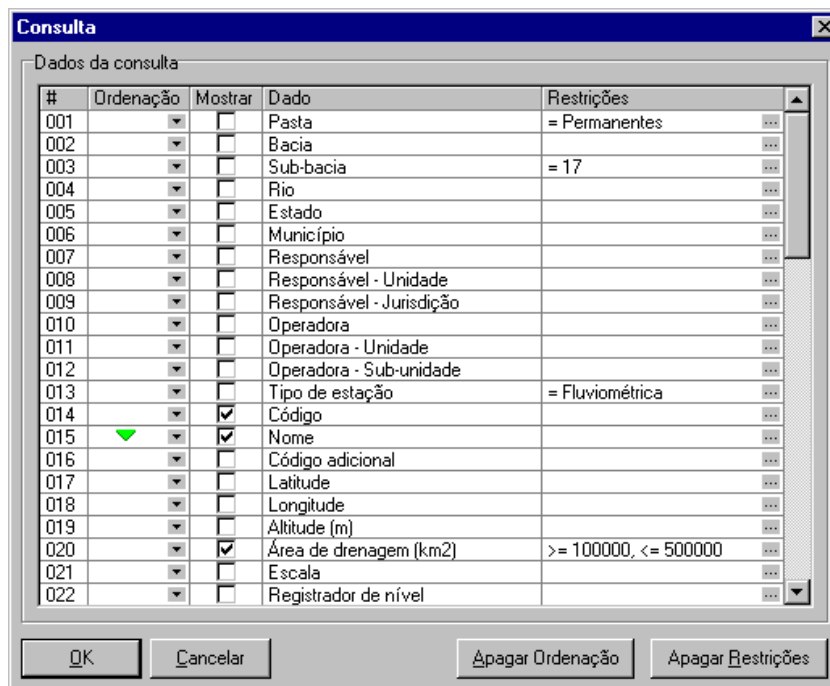 Consulta
Dados da consulta
# Ordenação Mostrar Dado Restrições
001 Pasta = Permanentes ...
002 Bacia ...
003 Sub-bacia = 17 ...
004 Rio ...
005 Estado ...
006 Município ...
007 Responsável ...
008 Responsável - Unidade ...
009 Responsável - Jurisdição ...
010 Operadora ...
011 Operadora - Unidade ...
012 Operadora - Sub-unidade ...
013 Tipo de estação = Fluviométrica ...
014 Código ...
015 Nome ...
016 Código adicional ...
017 Latitude ...
018 Longitude ...
019 Altitude (m) ...
020 Área de drenagem (km2) >= 100000, <= 500000 ...
021 Escala ...
022 Registrador de nível ...
OK Cancelar Apagar Ordenação Apagar Restrições